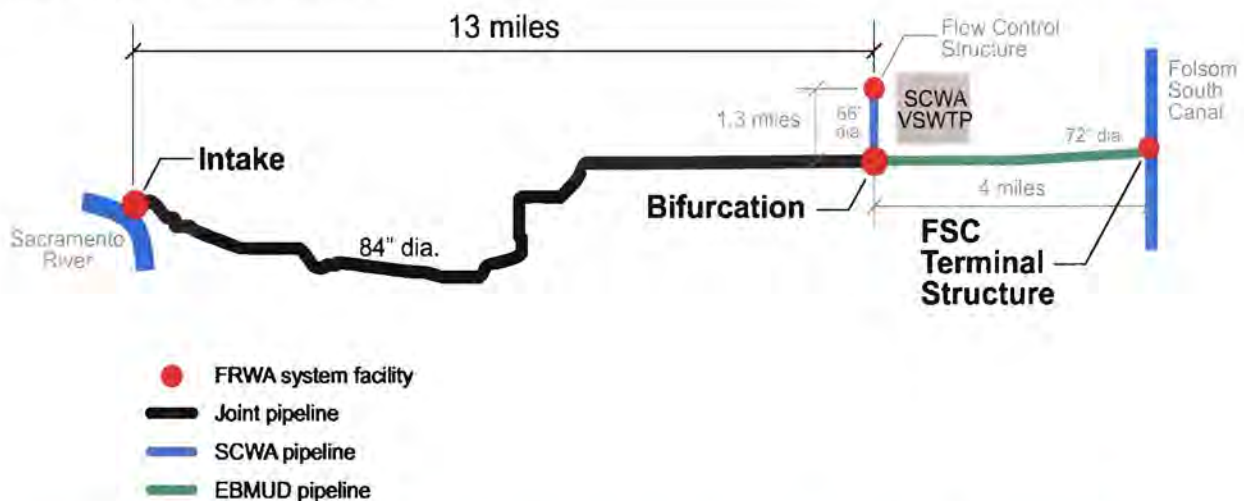 13 miles
Flow Control
Structure
Folsom
South
Canal
SCWA
VSWTP
1.3 miles
66"
dia.
72" dia.
Intake
Bifurcation
4 miles
Sacramento
River
84" dia.
FSC
Terminal
Structure
FRWA system facility
Joint pipeline
SCWA pipeline
EBMUD pipeline